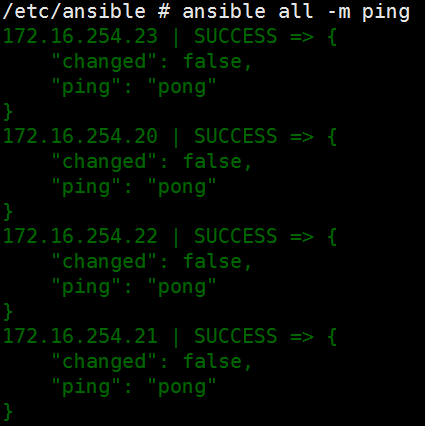 /etc/ansible # ansible all -m ping
172.16.254.23 | SUCCESS => {
    "changed": false,
    "ping": "pong"
}
172.16.254.20 | SUCCESS => {
    "changed": false,
    "ping": "pong"
}
172.16.254.22 | SUCCESS => {
    "changed": false,
    "ping": "pong"
}
172.16.254.21 | SUCCESS => {
    "changed": false,
    "ping": "pong"
}